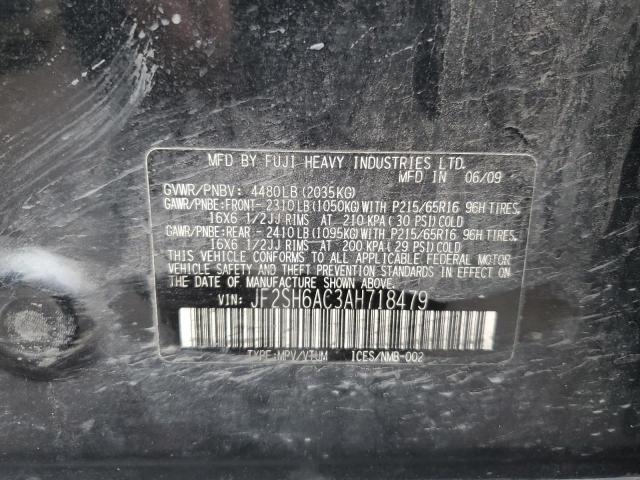 MFD BY FUJI HEAVY INDUSTRIES LTD.
MFD IN 06/09
GVWR/PNBV: 4480LB(2035KG)
GAWR/PNBE:FRONT-2310LB(1050KG)WITH P215/65R16 96H TIRES.
16X6 1/2JJ RIMS AT 210 KPA(30 PSI)COLD
GAWR/PNBE:REAR -2410LB(1095KG)WITH P215/65R16 96H TIRES.
16X6 1/2JJ RIMS AT 200 KPA(29 PSI)COLD
THIS VEHICLE CONFORMS TO ALL APPLICABLE FEDERAL MOTOR
VEHICLE SAFETY AND THEFT PREVENTION STANDARDS IN EFFECT ON
THE DATE OF MANUFACTURE SHOWN ABOVE.
VIN: JF2SH6AC3AH718479
TYPE:MPV/VTUM ICES/NMB-002